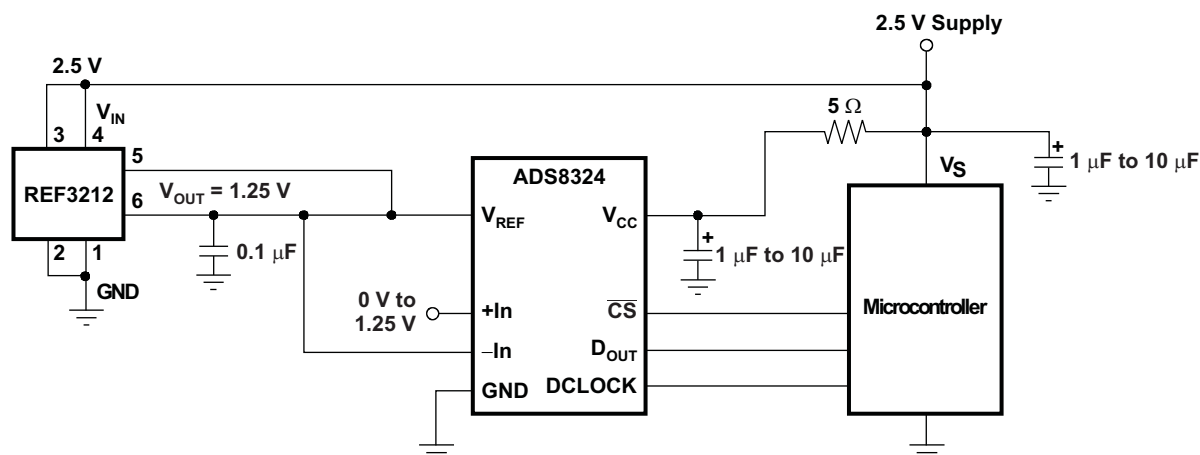 2.5 V Supply
2.5 V
V_IN
3 4
5 Ω
5
REF3212
V_OUT = 1.25 V
6
2 1
GND
0.1 μF
ADS8324
V_REF
V_CC
+
1 μF to 10 μF
0 V to
1.25 V
+In
–In
GND
C̅S̅
D_OUT
DCLOCK
V_S
+
1 μF to 10 μF
Microcontroller